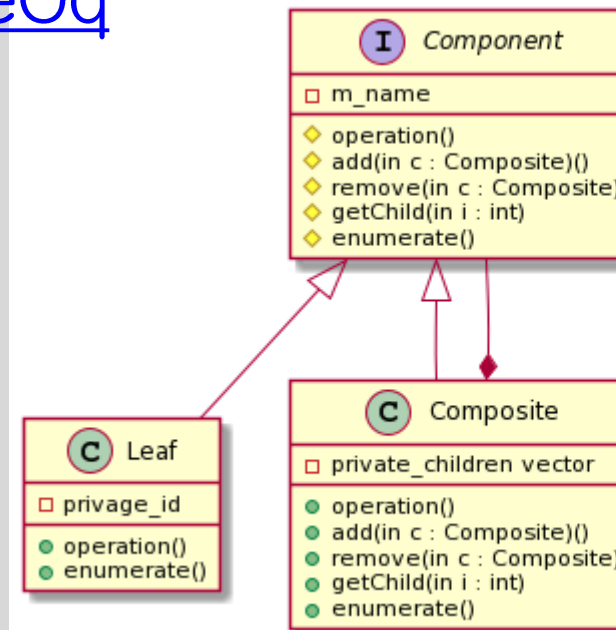 I Component
m_name
operation()
add(in c : Composite)()
remove(in c : Composite)
getChild(in i : int)
enumerate()
C Leaf
privage_id
operation()
enumerate()
C Composite
private_children vector
operation()
add(in c : Composite)()
remove(in c : Composite)
getChild(in i : int)
enumerate()